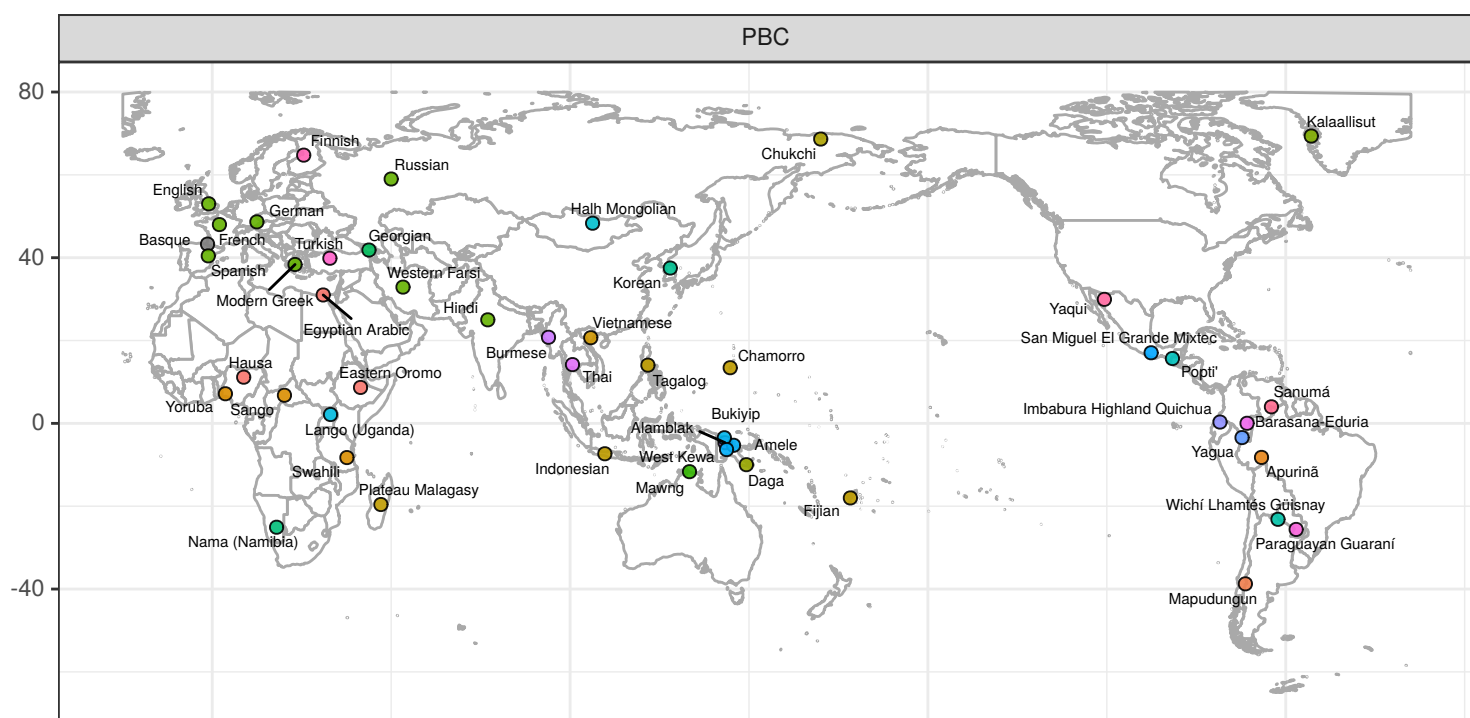 PBC
80
Kalaallisut
Finnish
Chukchi
Russian
English
Halh Mongolian
German
Georgian
Basque
French
Turkish
Spanish
Western Farsi
Korean
Modern Greek
Yaqui
40
Hindi
Vietnamese
Egyptian Arabic
San Miguel El Grande Mixtec
Burmese
Chamorro
Hausa
Eastern Oromo
Thai
Tagalog
Popti'
Sanumá
Yoruba
Sango
Bukiyip
Imbabura Highland Quichua
0
Lango (Uganda)
Alamblak
Barasana-Eduria
Amele
West Kewa
Yagua
Swahili
Indonesian
Apurinã
Mawng
Daga
Plateau Malagasy
Fijian
Wichí Lhamtés Güisnay
Nama (Namibia)
Paraguayan Guaraní
-40
Mapudungun